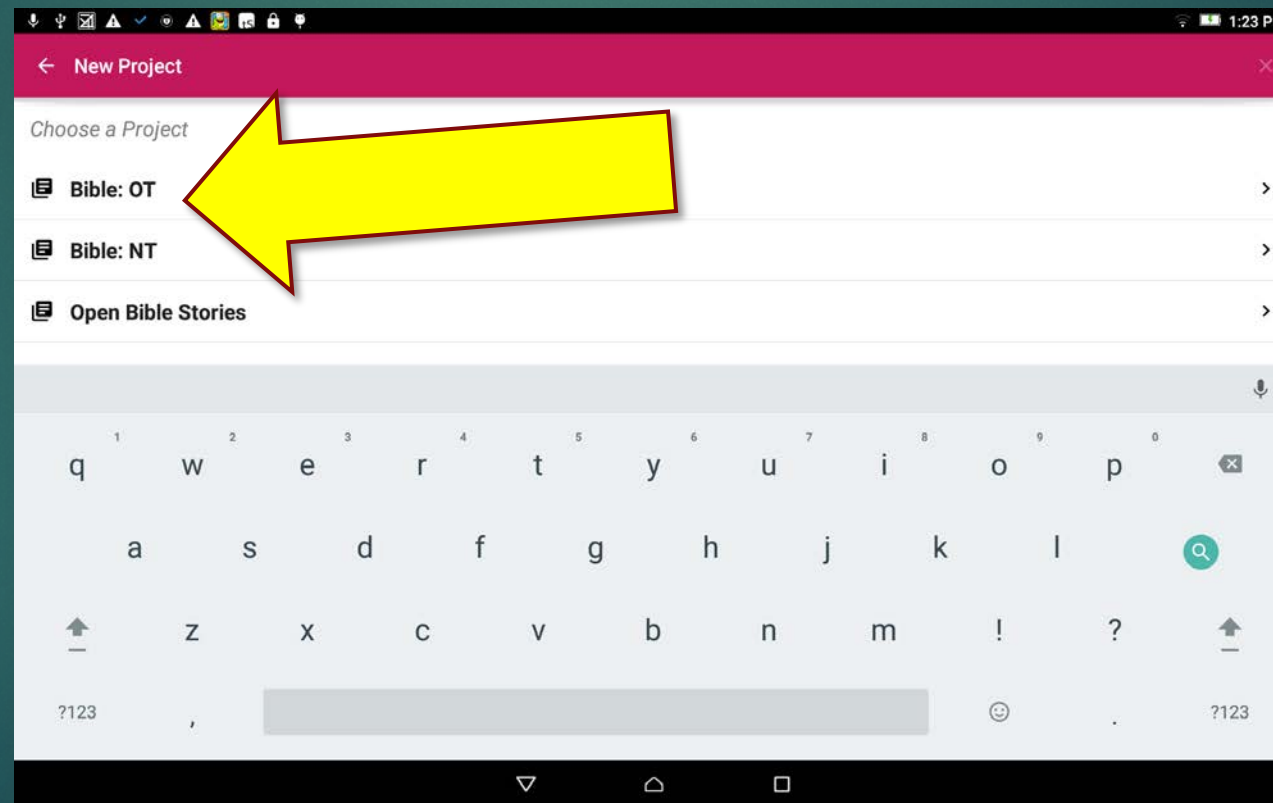 1:23 P
New Project
Choose a Project
Bible: OT
Bible: NT
Open Bible Stories
1 2 3 4 5 6 7 8 9 0
q w e r t y u i o p
a s d f g h j k l
z x c v b n m ! ?
?123 , . ?123